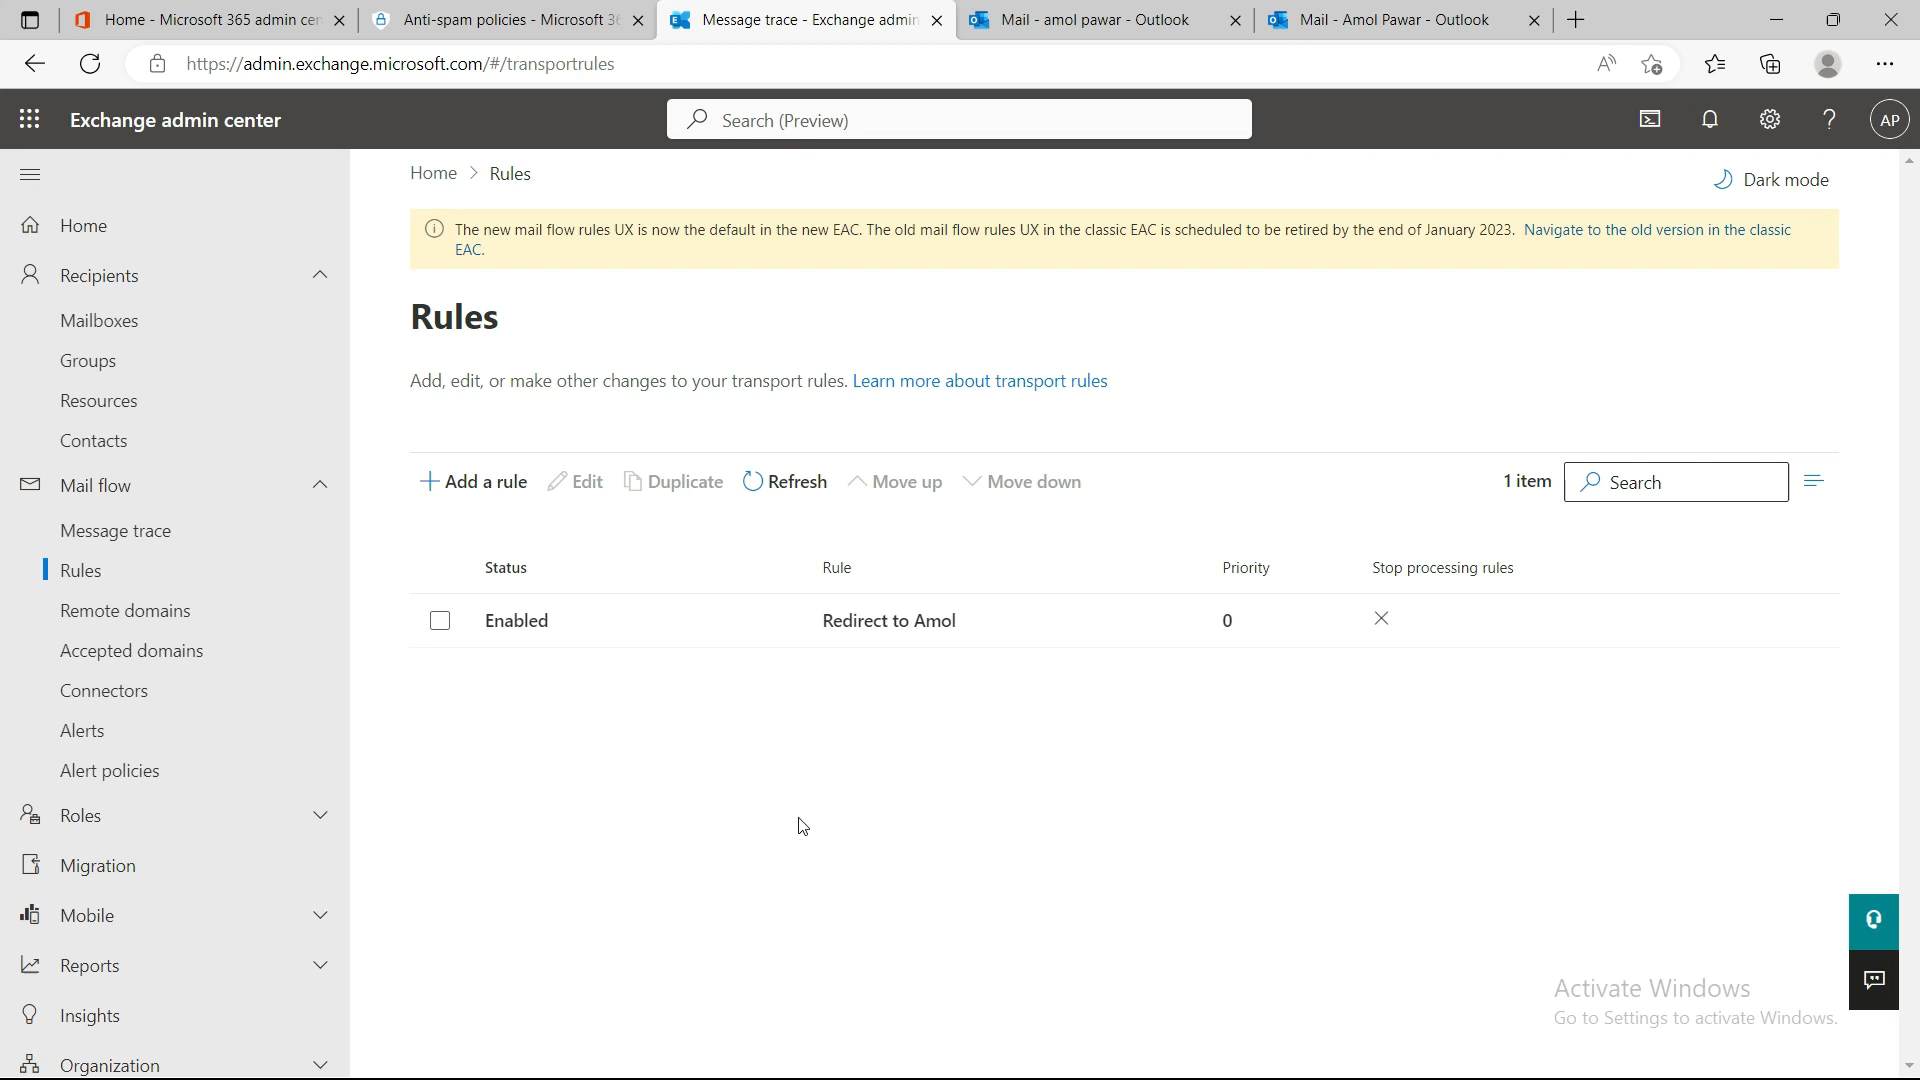 Home - Microsoft 365 admin cen
Anti-spam policies - Microsoft 36
Message trace - Exchange admin
Mail - amol pawar - Outlook
Mail - Amol Pawar - Outlook
https://admin.exchange.microsoft.com/#/transportrules
Exchange admin center
Search (Preview)
AP
Home
Recipients
Mailboxes
Groups
Resources
Contacts
Mail flow
Message trace
Rules
Remote domains
Accepted domains
Connectors
Alerts
Alert policies
Roles
Migration
Mobile
Reports
Insights
Organization
Home > Rules
Dark mode
The new mail flow rules UX is now the default in the new EAC. The old mail flow rules UX in the classic EAC is scheduled to be retired by the end of January 2023. Navigate to the old version in the classic
EAC.
Rules
Add, edit, or make other changes to your transport rules. Learn more about transport rules
Add a rule Edit Duplicate Refresh Move up Move down 1 item Search
Status Rule Priority Stop processing rules
Enabled Redirect to Amol 0
Activate Windows
Go to Settings to activate Windows.